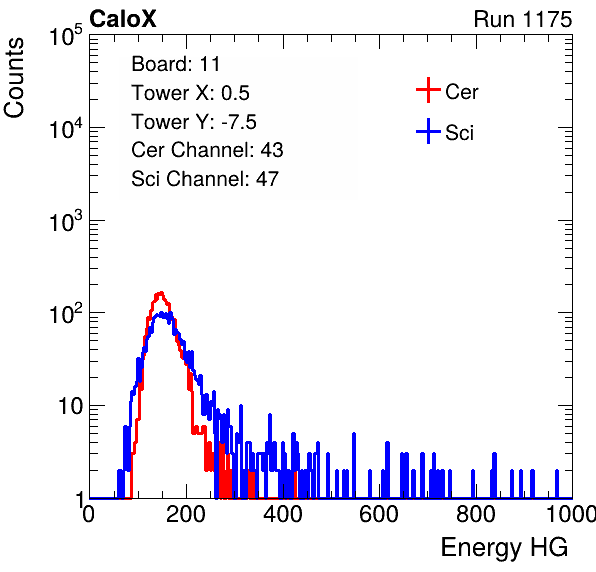 CaloX Run 1175
Counts
Board: 11
Tower X: 0.5
Tower Y: -7.5
Cer Channel: 43
Sci Channel: 47
Cer
Sci
10^5
10^4
10^3
10^2
10
1
0 200 400 600 800 1000
Energy HG